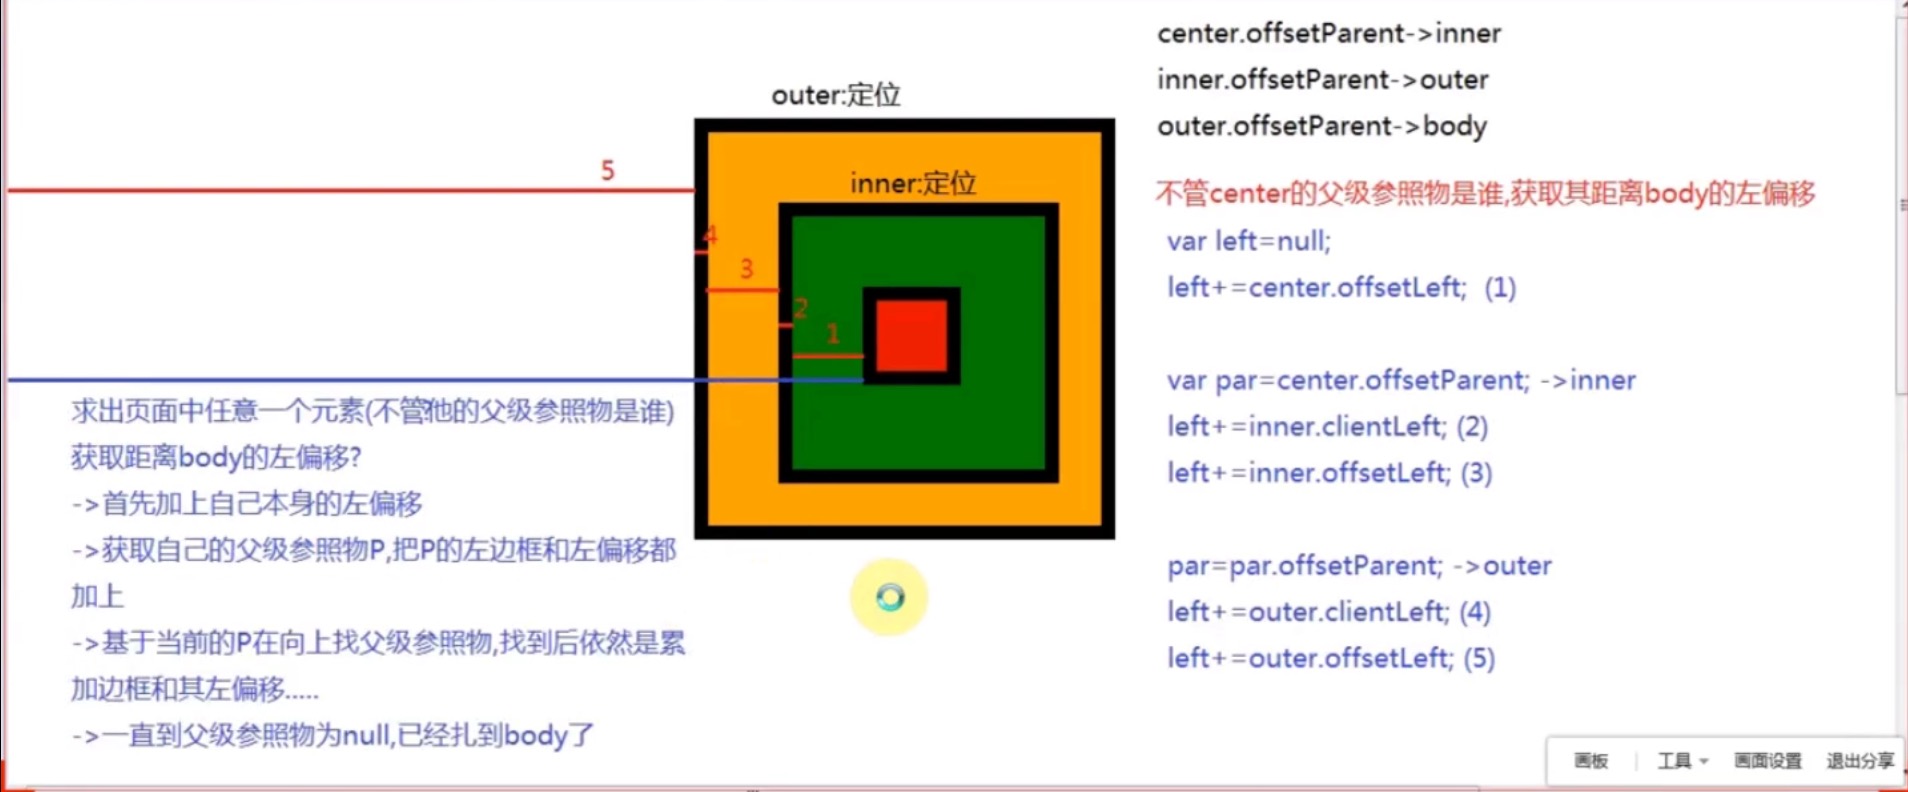 center.offsetParent->inner
inner.offsetParent->outer
outer.offsetParent->body
outer:定位
inner:定位
5
4
3
2
1
不管center的父级参照物是谁,获取其距离body的左偏移
var left=null;
left+=center.offsetLeft; (1)
var par=center.offsetParent; ->inner
left+=inner.clientLeft; (2)
left+=inner.offsetLeft; (3)
par=par.offsetParent; ->outer
left+=outer.clientLeft; (4)
left+=outer.offsetLeft; (5)
求出页面中任意一个元素(不管他的父级参照物是谁)
获取距离body的左偏移?
->首先加上自己本身的左偏移
->获取自己的父级参照物P,把P的左边框和左偏移都
加上
->基于当前的P在向上找父级参照物,找到后依然是累
加边框和其左偏移.....
->一直到父级参照物为null,已经扎到body了
画板
工具
画面设置
退出分享